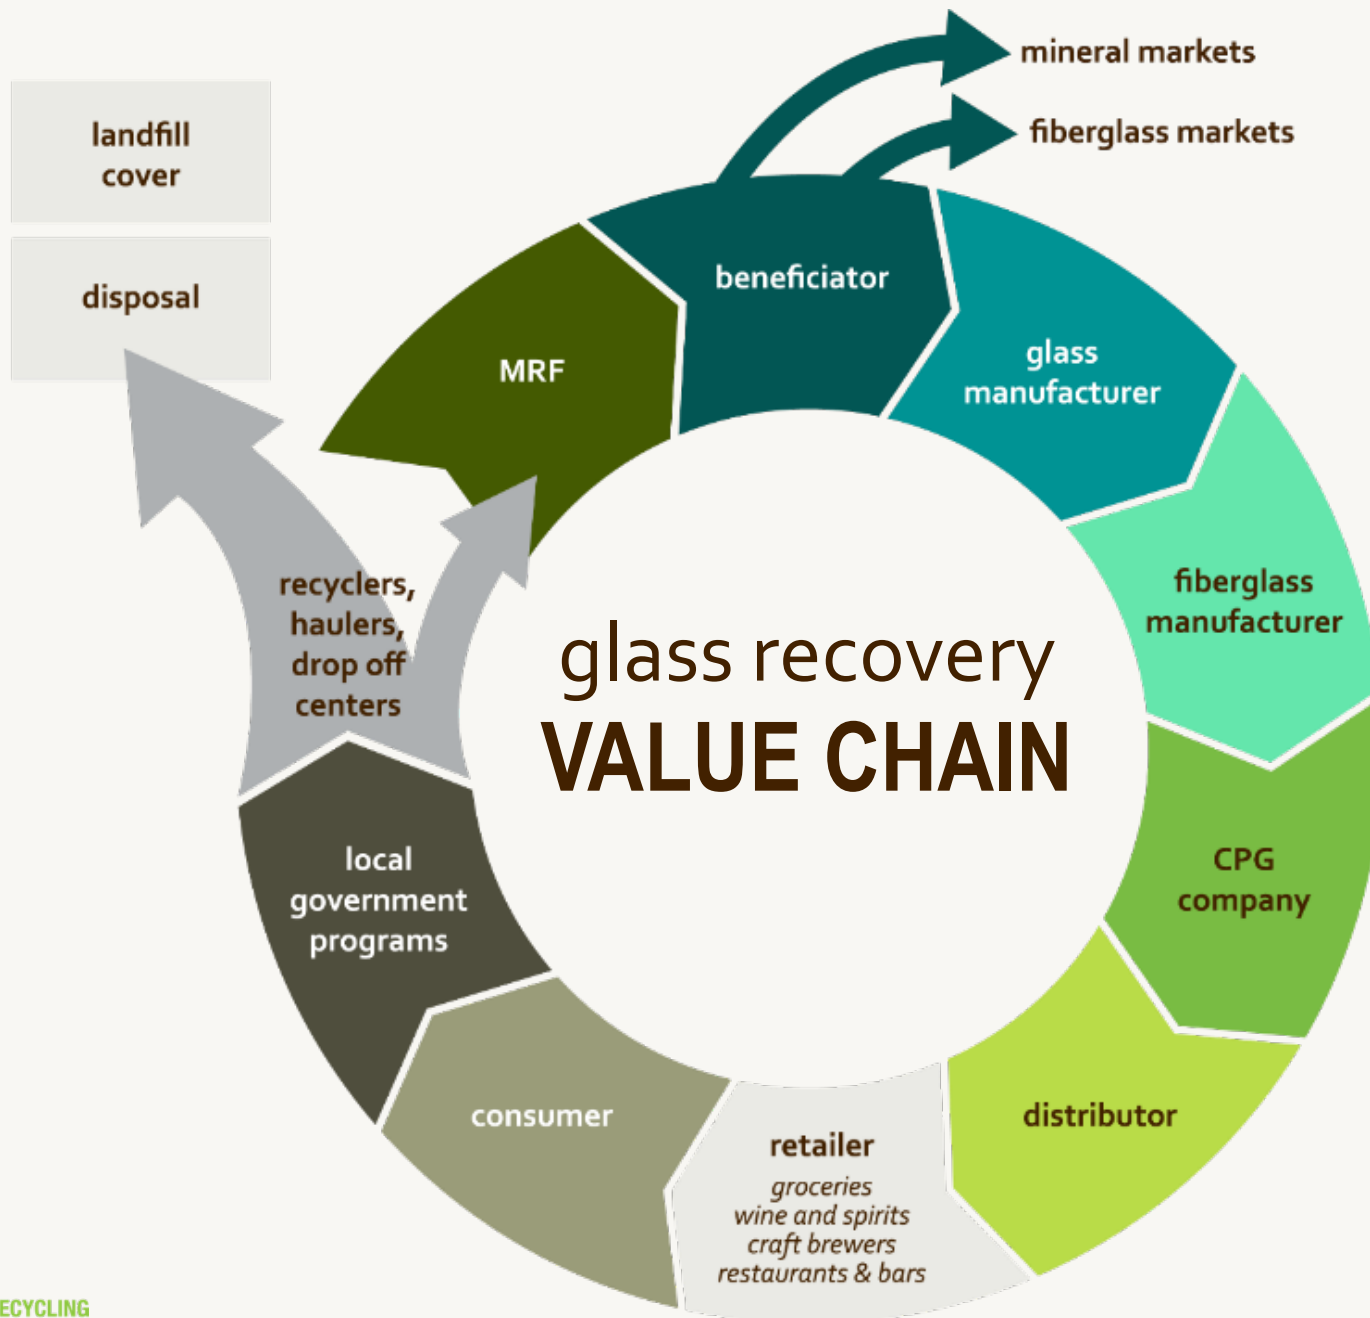 mineral markets
fiberglass markets
landfill
cover
disposal
beneficiator
MRF
glass
manufacturer
fiberglass
manufacturer
recyclers,
haulers,
drop off
centers
glass recovery
VALUE CHAIN
CPG
company
local
government
programs
consumer
distributor
retailer
groceries
wine and spirits
craft brewers
restaurants & bars
ECYCLING